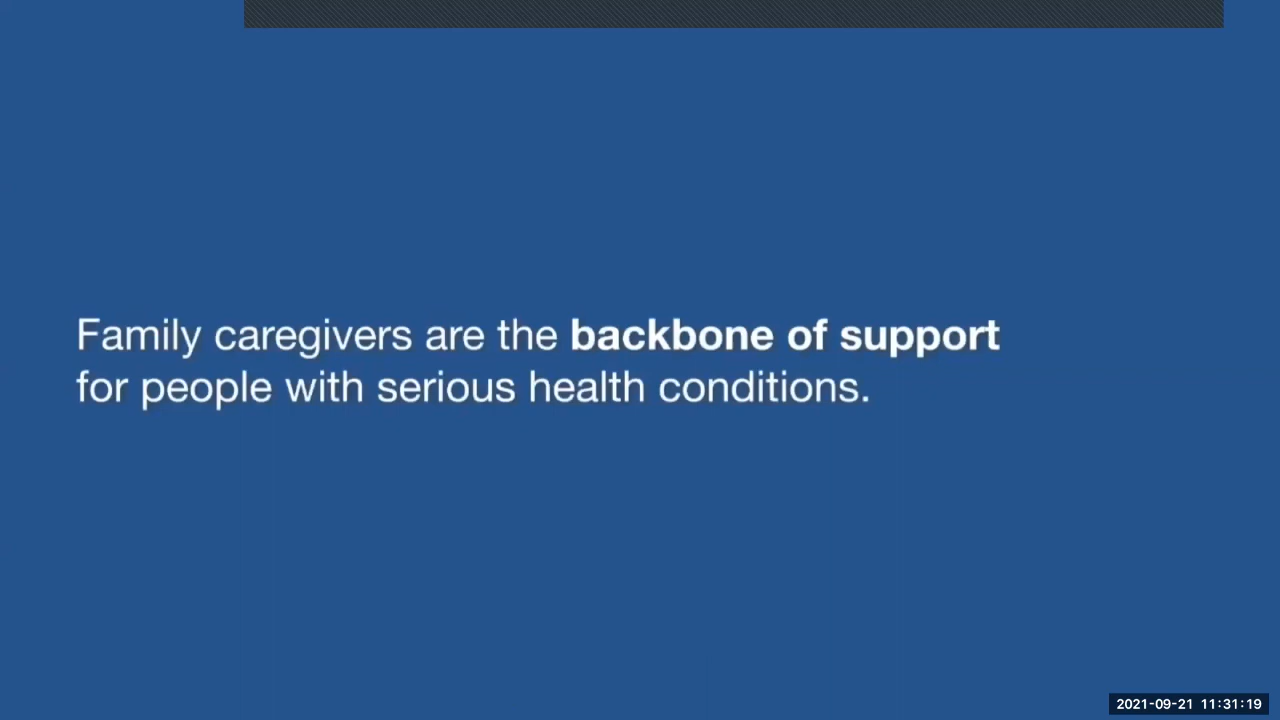 Family caregivers are the backbone of support
for people with serious health conditions.
2021-09-21 11:31:19